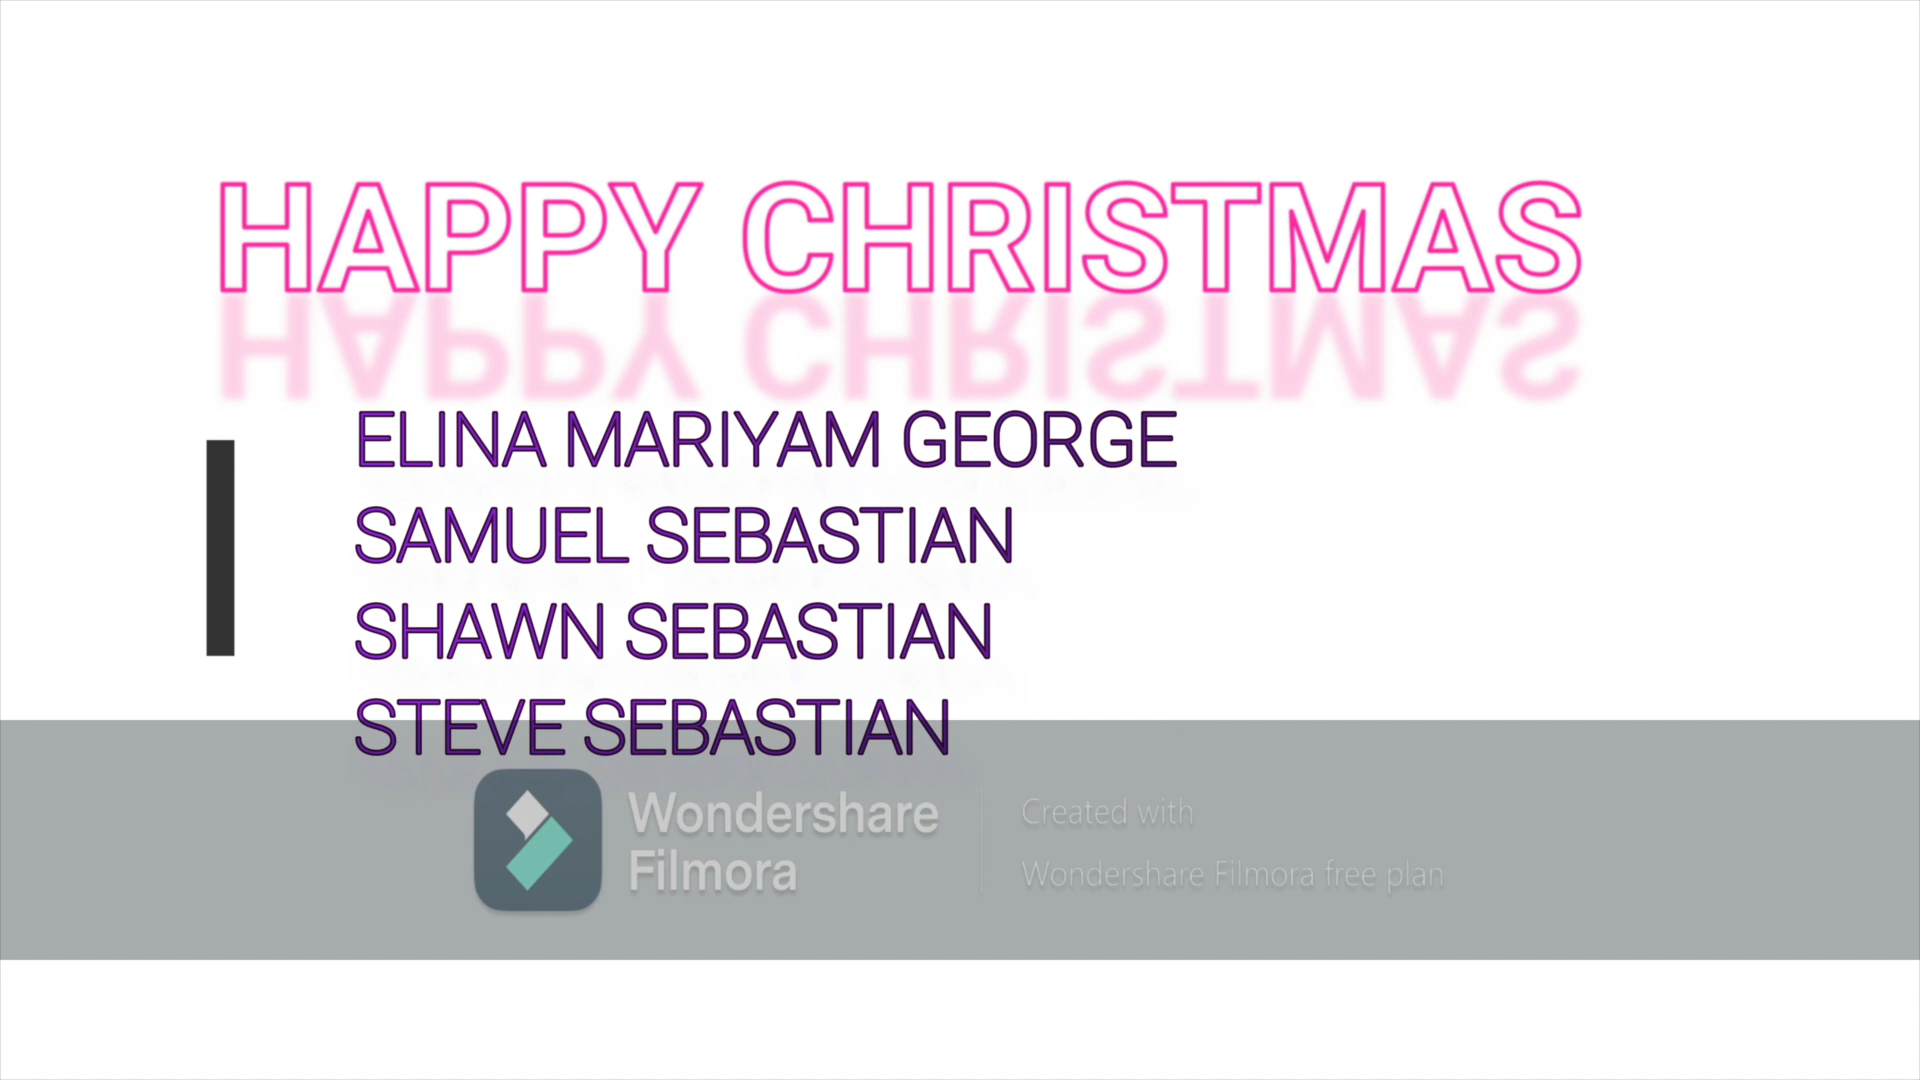 HAPPY CHRISTMAS
ELINA MARIYAM GEORGE
SAMUEL SEBASTIAN
SHAWN SEBASTIAN
STEVE SEBASTIAN
Wondershare
Filmora
Created with
Wondershare Filmora free plan